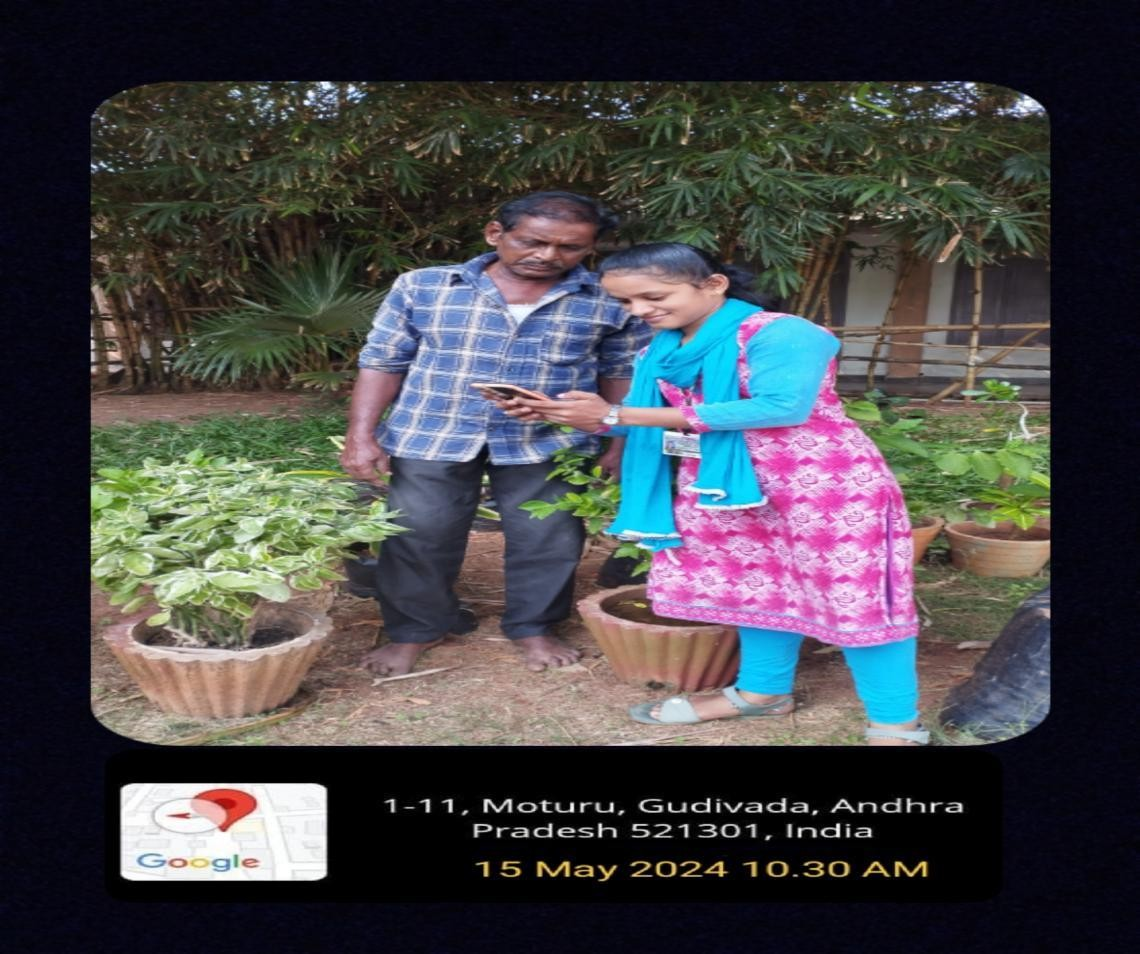 1-11, Moturu, Gudivada, Andhra
Pradesh 521301, India
Google
15 May 2024 10.30 AM